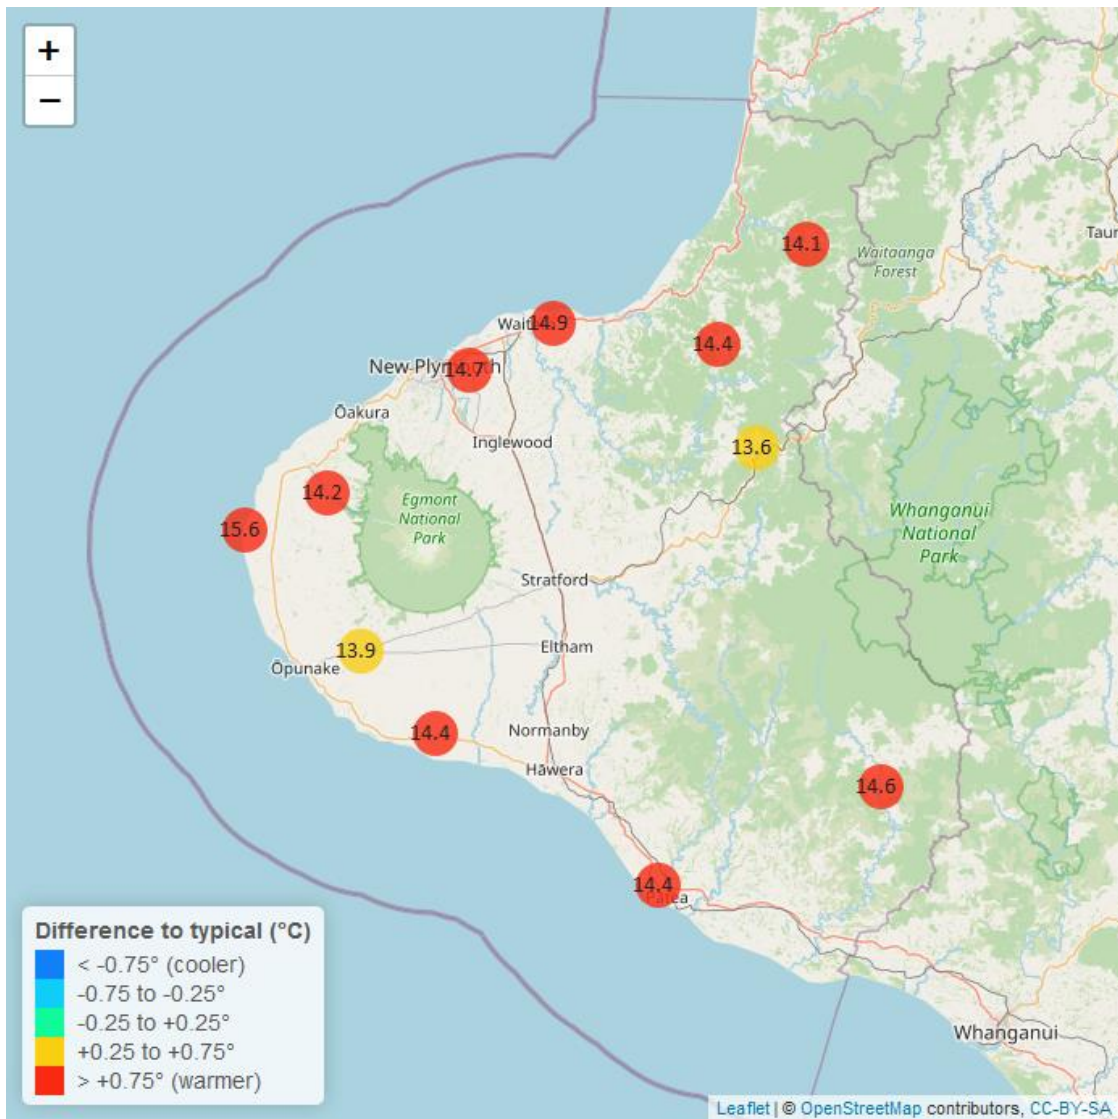 +
−
Taur
14.1
Waitaanga
Forest
Wait
14.9
14.4
New Plymouth
14.7
Ōakura
Inglewood
13.6
14.2
Egmont
National
Park
Whanganui
National
Park
15.6
Stratford
13.9
Eltham
Ōpunake
14.4
Normanby
Hāwera
14.6
14.4
Patea
Difference to typical (°C)
< -0.75° (cooler)
-0.75 to -0.25°
-0.25 to +0.25°
+0.25 to +0.75°
> +0.75° (warmer)
Whanganui
Leaflet | © OpenStreetMap contributors, CC-BY-SA